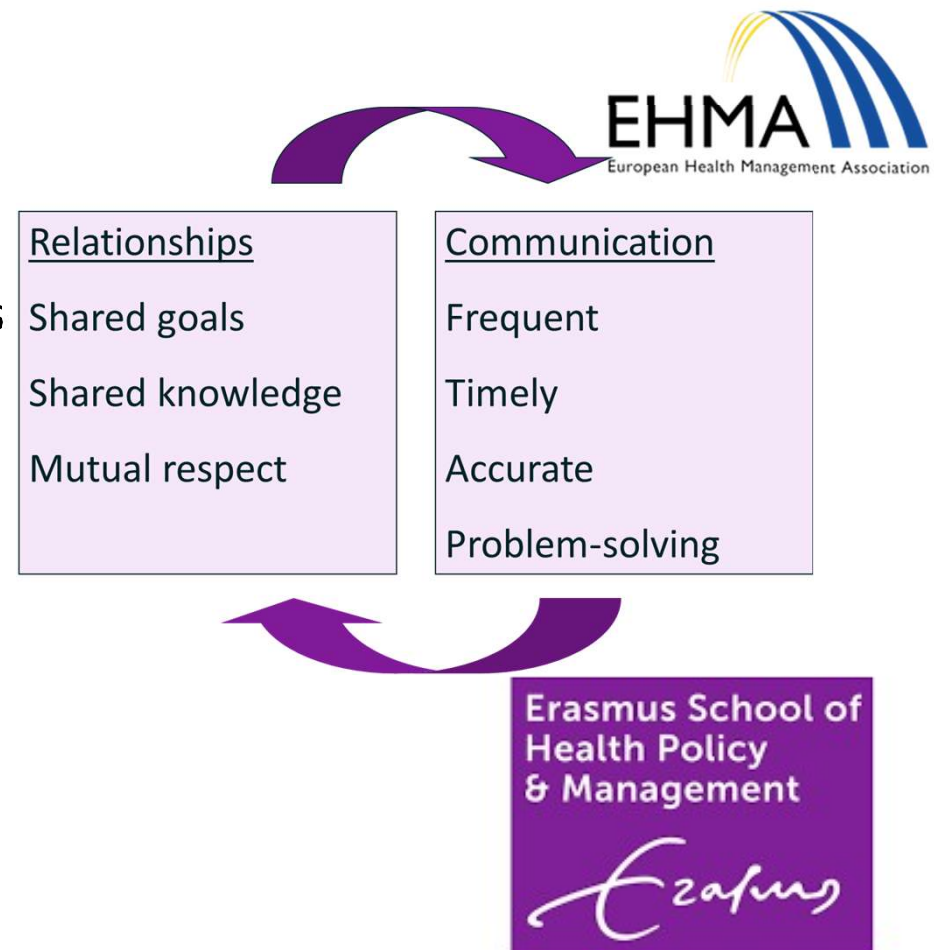 EHMA
European Health Management Association
Relationships
Shared goals
Shared knowledge
Mutual respect
Communication
Frequent
Timely
Accurate
Problem-solving
Erasmus School of
Health Policy
& Management
Erasmus